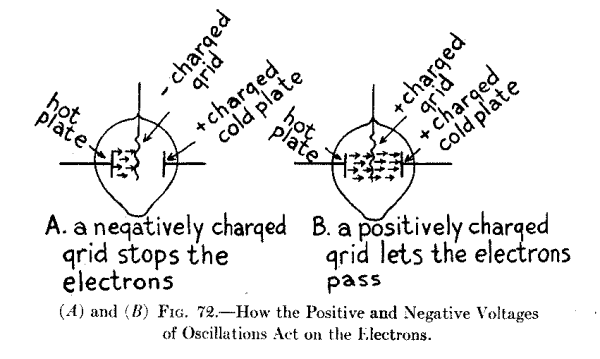 - charged
grid
hot
plate
+ charged
cold plate
+ charged
grid
hot
plate
+ charged
cold plate
A. a negatively charged
grid stops the
electrons
B. a positively charged
grid lets the electrons
pass
(A) and (B) FIG. 72.—How the Positive and Negative Voltages
of Oscillations Act on the Electrons.